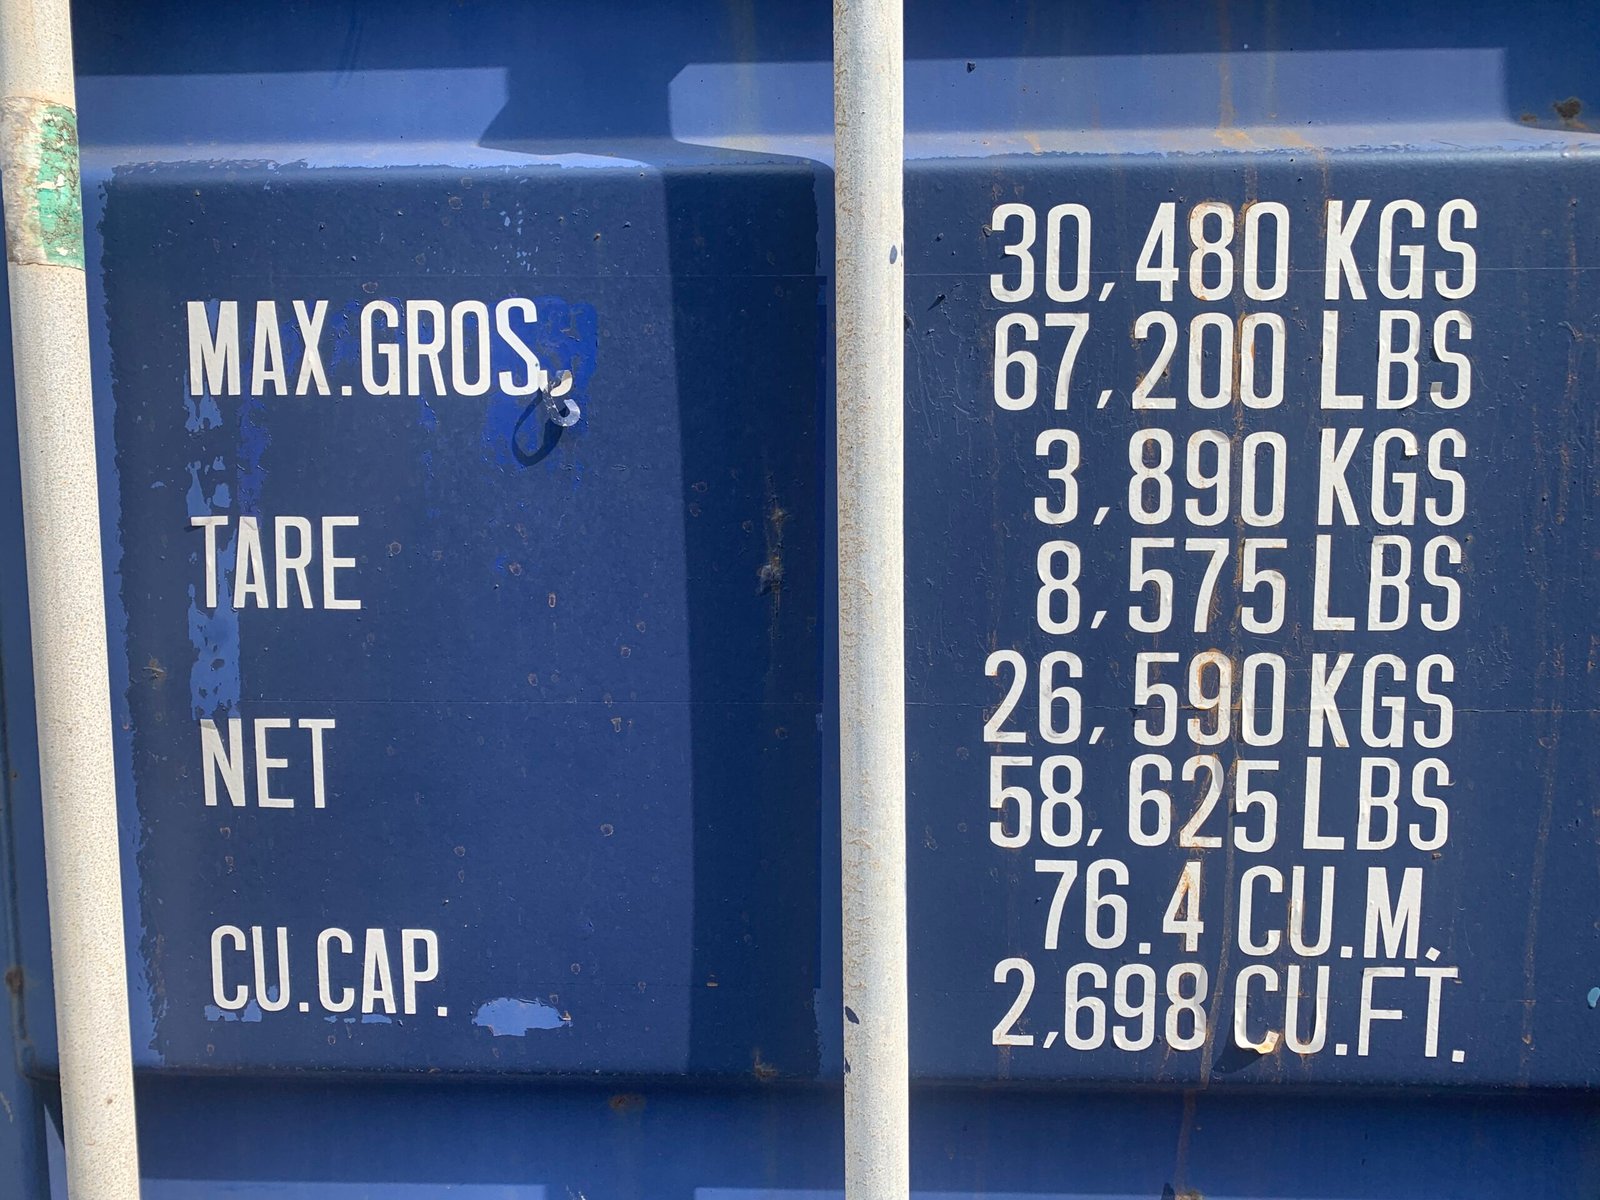 30,480 KGS
MAX.GROS
67,200 LBS
3,890 KGS
TARE
8,575 LBS
26,590 KGS
NET
58,625 LBS
76.4 CU.M.
CU.CAP.
2,698 CU.FT.